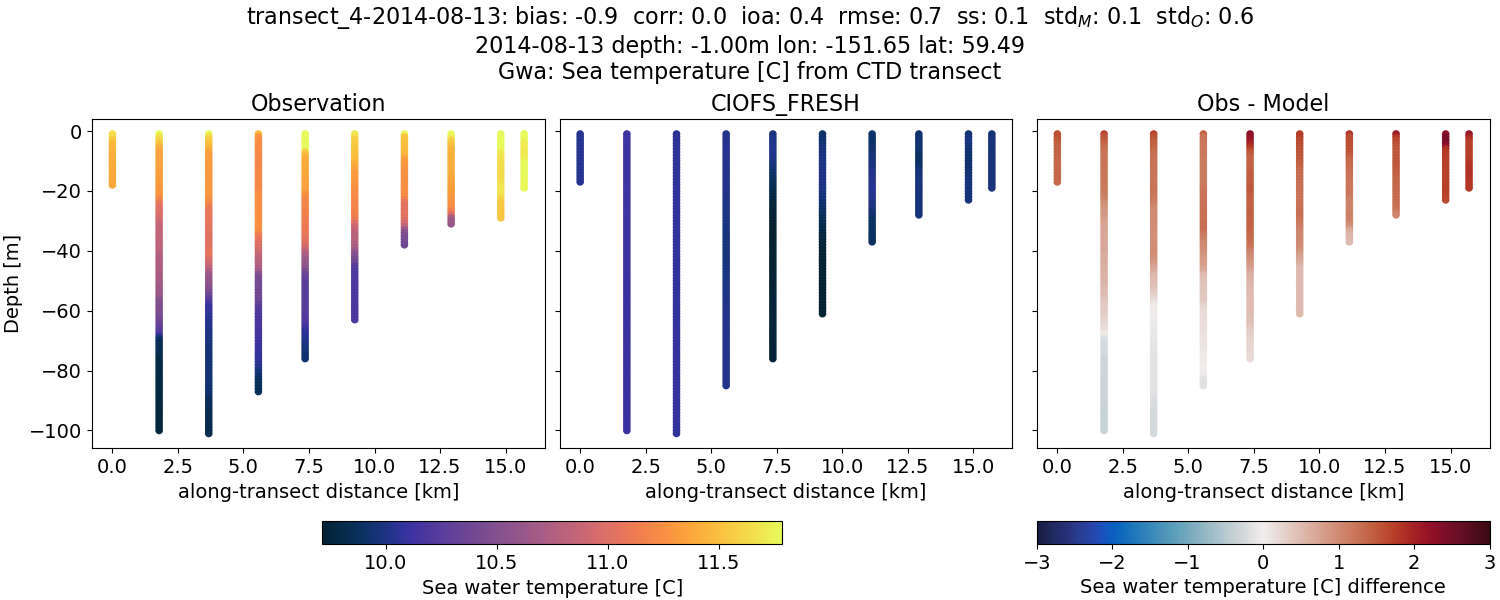 transect_4-2014-08-13: bias: -0.9 corr: 0.0 ioa: 0.4 rmse: 0.7 ss: 0.1 std_M: 0.1 std_O: 0.6
2014-08-13 depth: -1.00m lon: -151.65 lat: 59.49
Gwa: Sea temperature [C] from CTD transect
Observation
CIOFS_FRESH
Obs - Model
Depth [m]
0
−20
−40
−60
−80
−100
0.0 2.5 5.0 7.5 10.0 12.5 15.0
0.0 2.5 5.0 7.5 10.0 12.5 15.0
0.0 2.5 5.0 7.5 10.0 12.5 15.0
along-transect distance [km]
along-transect distance [km]
along-transect distance [km]
10.0 10.5 11.0 11.5
Sea water temperature [C]
−3 −2 −1 0 1 2 3
Sea water temperature [C] difference